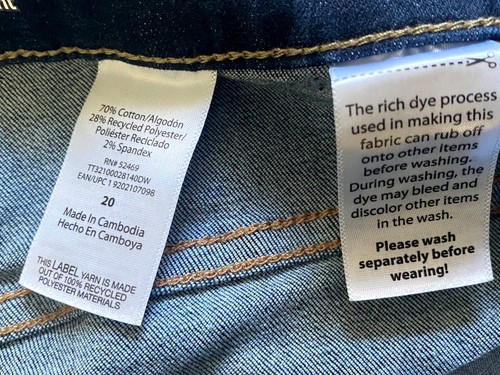 70% Cotton/Algodón
28% Recycled Polyester/
Poliéster Reciclado
2% Spandex
RN# 52469
TT32100028140DW
EAN/UPC 1 9202107098
20
Made In Cambodia
Hecho En Camboya
THIS LABEL YARN IS MADE
OUT OF 100% RECYCLED
POLYESTER MATERIALS
The rich dye process
used in making this
fabric can rub off
onto other items
before washing.
During washing, the
dye may bleed and
discolor other items
in the wash.
Please wash
separately before
wearing!